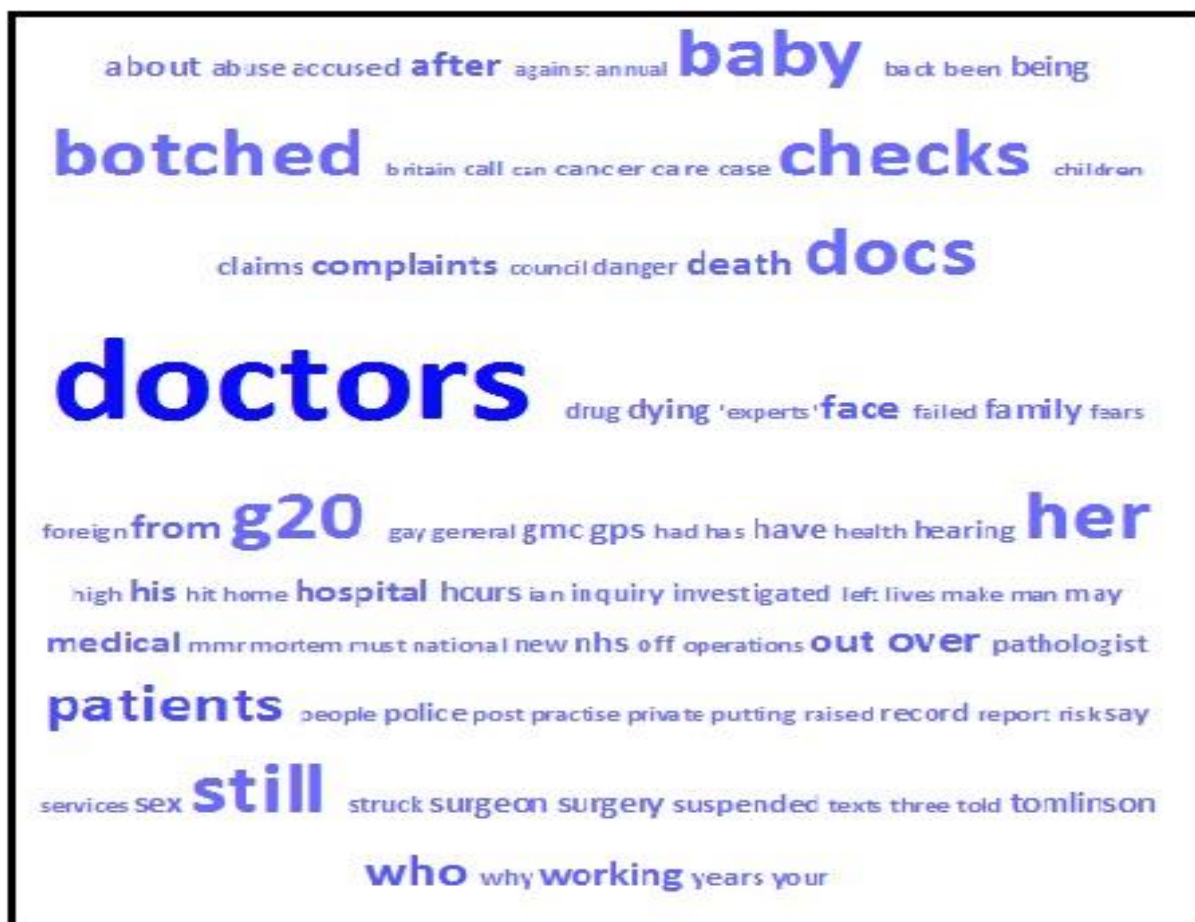 about abuse accused after against annual baby back been being
botched britain call can cancer care case checks children
claims complaints council danger death docs
doctors drug dying 'experts' face failed family fears
foreign from g20 gay general gmc gps had has have health hearing her
high his hit home hospital hours ian inquiry investigated left lives make man may
medical mmr mortem must national new nhs off operations out over pathologist
patients people police post practise private putting raised record report risk say
services sex still struck surgeon surgery suspended texts three told tomlinson
who why working years your